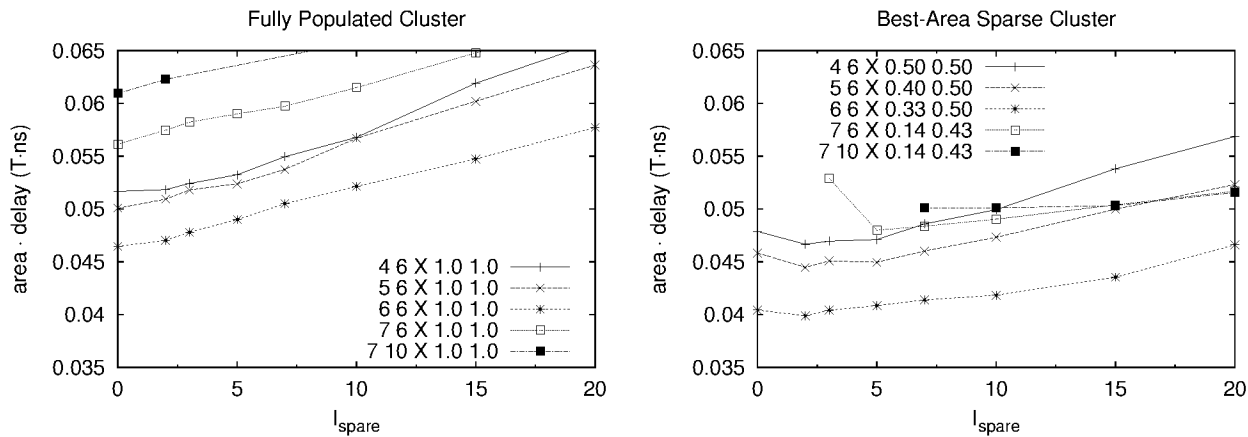 Fully Populated Cluster
0.065
0.06
0.055
0.05
0.045
0.04
0.035
area · delay (T·ns)
4 6 X 1.0 1.0
5 6 X 1.0 1.0
6 6 X 1.0 1.0
7 6 X 1.0 1.0
7 10 X 1.0 1.0
0 5 10 15 20
I_spare
Best-Area Sparse Cluster
0.065
0.06
0.055
0.05
0.045
0.04
0.035
area · delay (T·ns)
4 6 X 0.50 0.50
5 6 X 0.40 0.50
6 6 X 0.33 0.50
7 6 X 0.14 0.43
7 10 X 0.14 0.43
0 5 10 15 20
I_spare